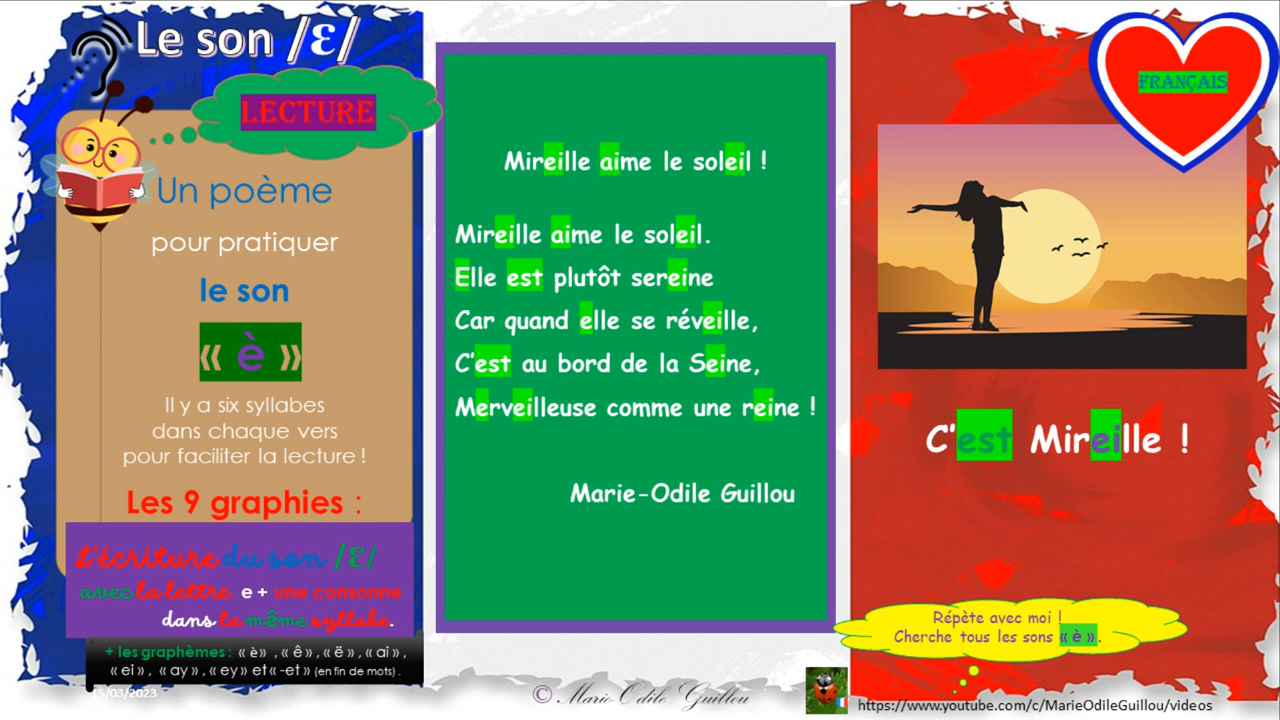 Le son /ɛ/
LECTURE
Un poème
pour pratiquer
le son
« è »
Il y a six syllabes
dans chaque vers
pour faciliter la lecture !
Les 9 graphies :
L'écriture du son /ɛ/
avec la lettre e + une consonne
dans la même syllabe.
+ les graphèmes : « è» , « ê » , « ë » , « ai » ,
« ei » , « ay » , « ey » et « -et » (en fin de mots) .
15/03/2023
Mireille aime le soleil !
Mireille aime le soleil.
Elle est plutôt sereine
Car quand elle se réveille,
C'est au bord de la Seine,
Merveilleuse comme une reine !
Marie-Odile Guillou
© Marie Odile Guillou
FRANÇAIS
C'est Mireille !
Répète avec moi !
Cherche tous les sons « è ».
https://www.youtube.com/c/MarieOdileGuillou/videos